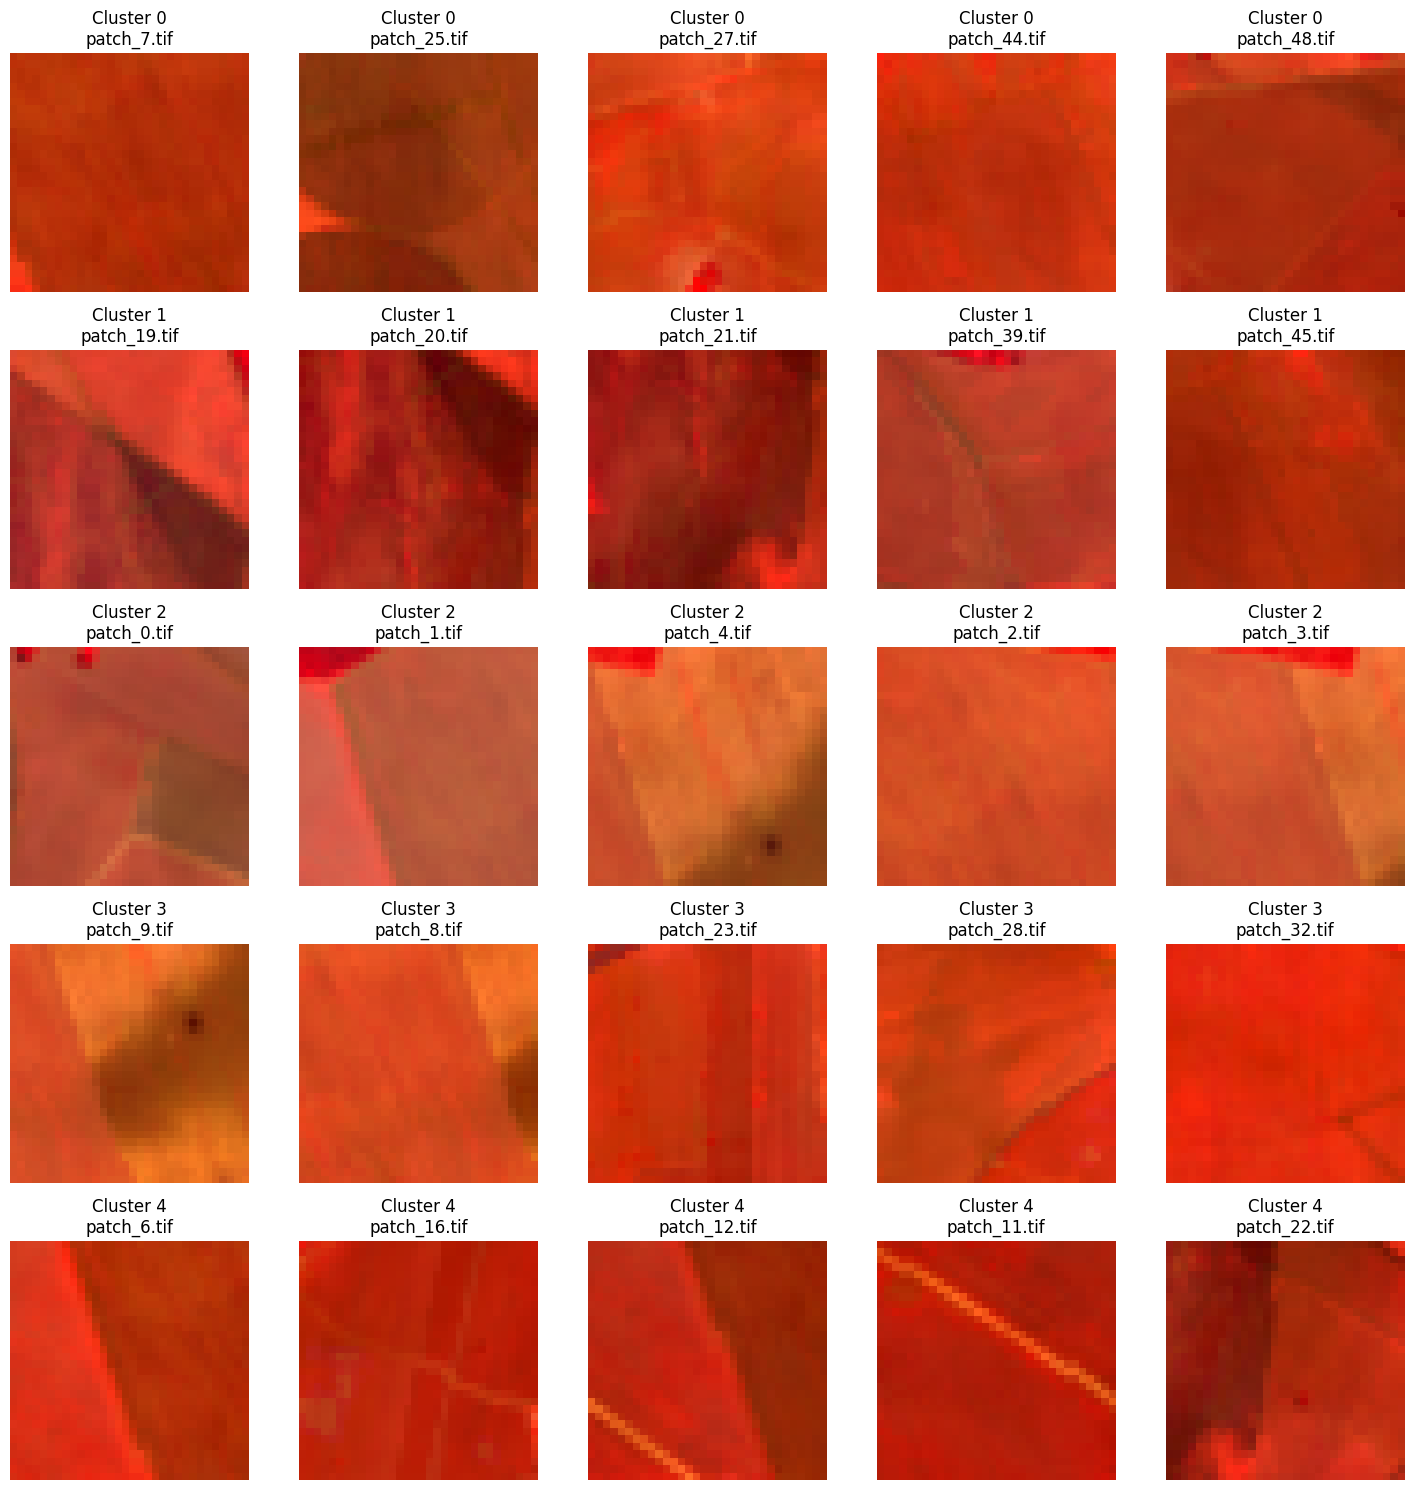 Cluster 0
patch_7.tif
Cluster 0
patch_25.tif
Cluster 0
patch_27.tif
Cluster 0
patch_44.tif
Cluster 0
patch_48.tif
Cluster 1
patch_19.tif
Cluster 1
patch_20.tif
Cluster 1
patch_21.tif
Cluster 1
patch_39.tif
Cluster 1
patch_45.tif
Cluster 2
patch_0.tif
Cluster 2
patch_1.tif
Cluster 2
patch_4.tif
Cluster 2
patch_2.tif
Cluster 2
patch_3.tif
Cluster 3
patch_9.tif
Cluster 3
patch_8.tif
Cluster 3
patch_23.tif
Cluster 3
patch_28.tif
Cluster 3
patch_32.tif
Cluster 4
patch_6.tif
Cluster 4
patch_16.tif
Cluster 4
patch_12.tif
Cluster 4
patch_11.tif
Cluster 4
patch_22.tif